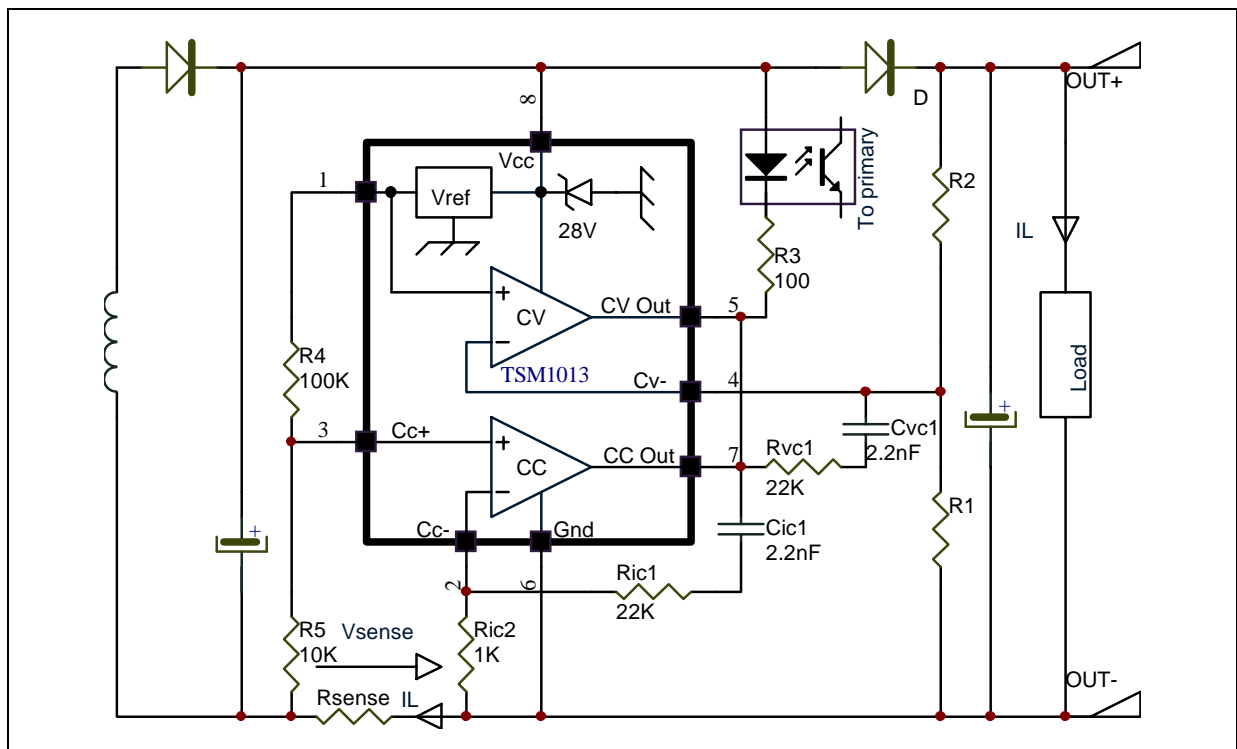 D
OUT+
8
Vcc
1
Vref
28V
To primary
R2
IL
R3
100
+
CV
-
CV Out
5
TSM1013
R4
100K
Cv-
4
Load
+
3
Cc+
+
CC
-
CC Out
7
Rvc1
22K
Cvc1
2.2nF
R1
Cic1
2.2nF
+
Cc-
Gnd
2
6
Ric1
22K
R5
10K
Vsense
Ric2
1K
Rsense
IL
OUT-